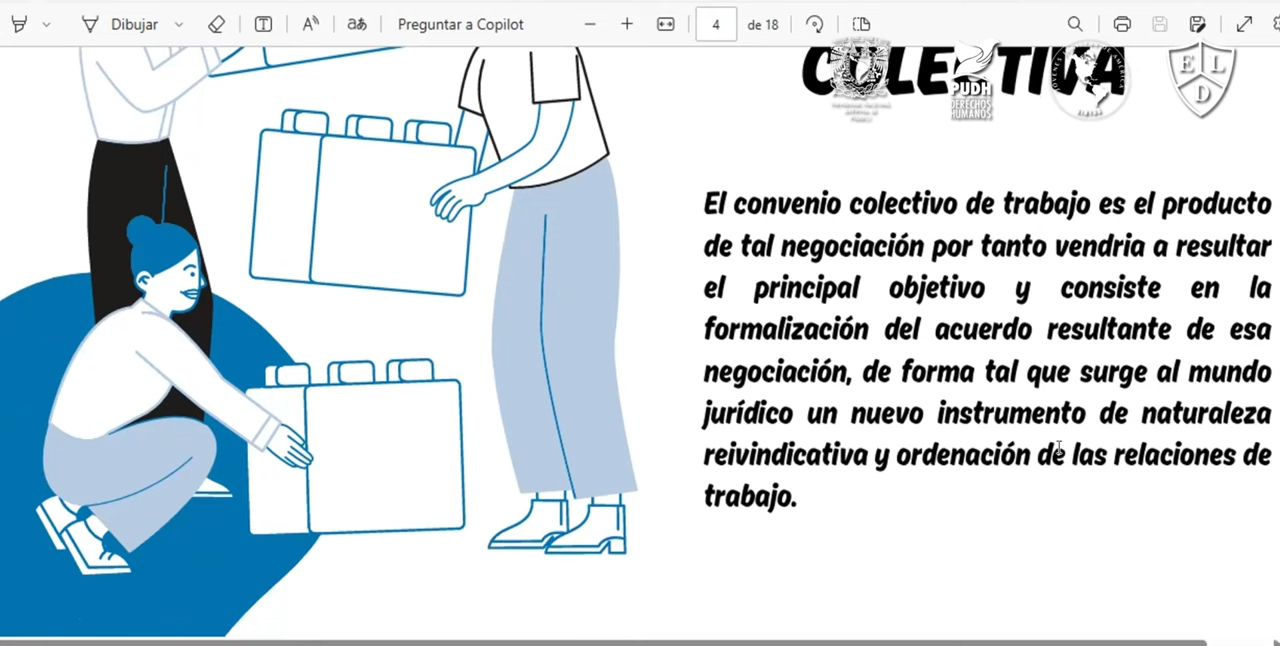 Dibujar
Preguntar a Copilot
4
de 18
COLECTIVA
PUDH
DERECHOS
HUMANOS
E L
D
El convenio colectivo de trabajo es el producto
de tal negociación por tanto vendria a resultar
el principal objetivo y consiste en la
formalización del acuerdo resultante de esa
negociación, de forma tal que surge al mundo
jurídico un nuevo instrumento de naturaleza
reivindicativa y ordenación de las relaciones de
trabajo.